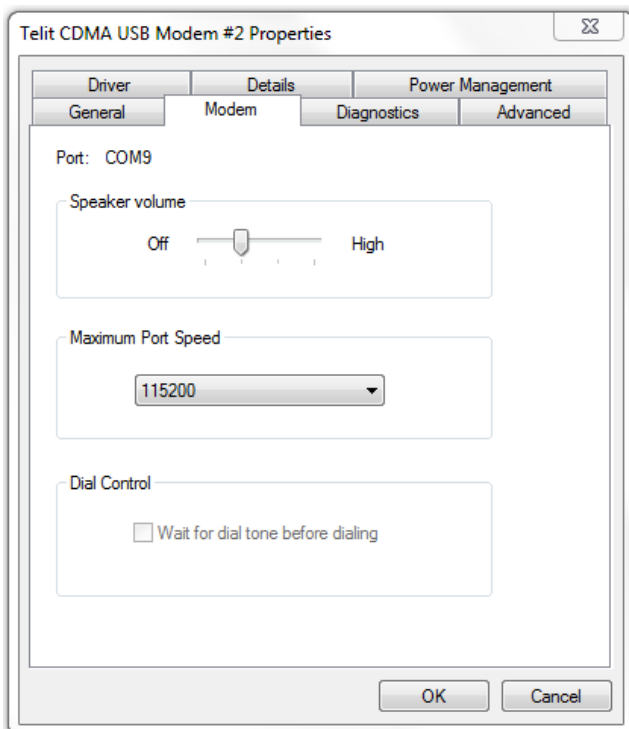 Telit CDMA USB Modem #2 Properties
Driver Details Power Management
General Modem Diagnostics Advanced
Port: COM9
Speaker volume
Off High
Maximum Port Speed
115200
Dial Control
Wait for dial tone before dialing
OK Cancel